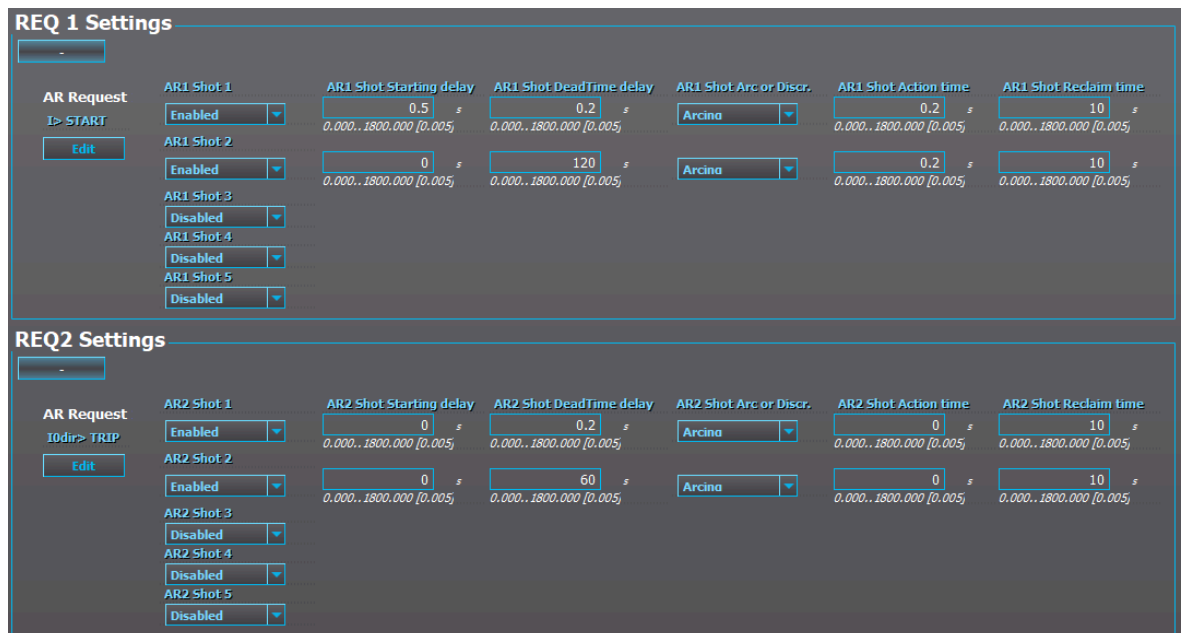 REQ 1 Settings
-
AR1 Shot 1 AR1 Shot Starting delay AR1 Shot DeadTime delay AR1 Shot Arc or Discr. AR1 Shot Action time AR1 Shot Reclaim time
AR Request
Enabled 0.5 s 0.2 s Arcing 0.2 s 10 s
I> START
0.000..1800.000 [0.005] 0.000..1800.000 [0.005] 0.000..1800.000 [0.005] 0.000..1800.000 [0.005]
Edit
AR1 Shot 2
Enabled 0 s 120 s Arcing 0.2 s 10 s
0.000..1800.000 [0.005] 0.000..1800.000 [0.005] 0.000..1800.000 [0.005] 0.000..1800.000 [0.005]
AR1 Shot 3
Disabled
AR1 Shot 4
Disabled
AR1 Shot 5
Disabled
REQ2 Settings
-
AR2 Shot 1 AR2 Shot Starting delay AR2 Shot DeadTime delay AR2 Shot Arc or Discr. AR2 Shot Action time AR2 Shot Reclaim time
AR Request
Enabled 0 s 0.2 s Arcing 0 s 10 s
I0dir> TRIP
0.000..1800.000 [0.005] 0.000..1800.000 [0.005] 0.000..1800.000 [0.005] 0.000..1800.000 [0.005]
Edit
AR2 Shot 2
Enabled 0 s 60 s Arcing 0 s 10 s
0.000..1800.000 [0.005] 0.000..1800.000 [0.005] 0.000..1800.000 [0.005] 0.000..1800.000 [0.005]
AR2 Shot 3
Disabled
AR2 Shot 4
Disabled
AR2 Shot 5
Disabled